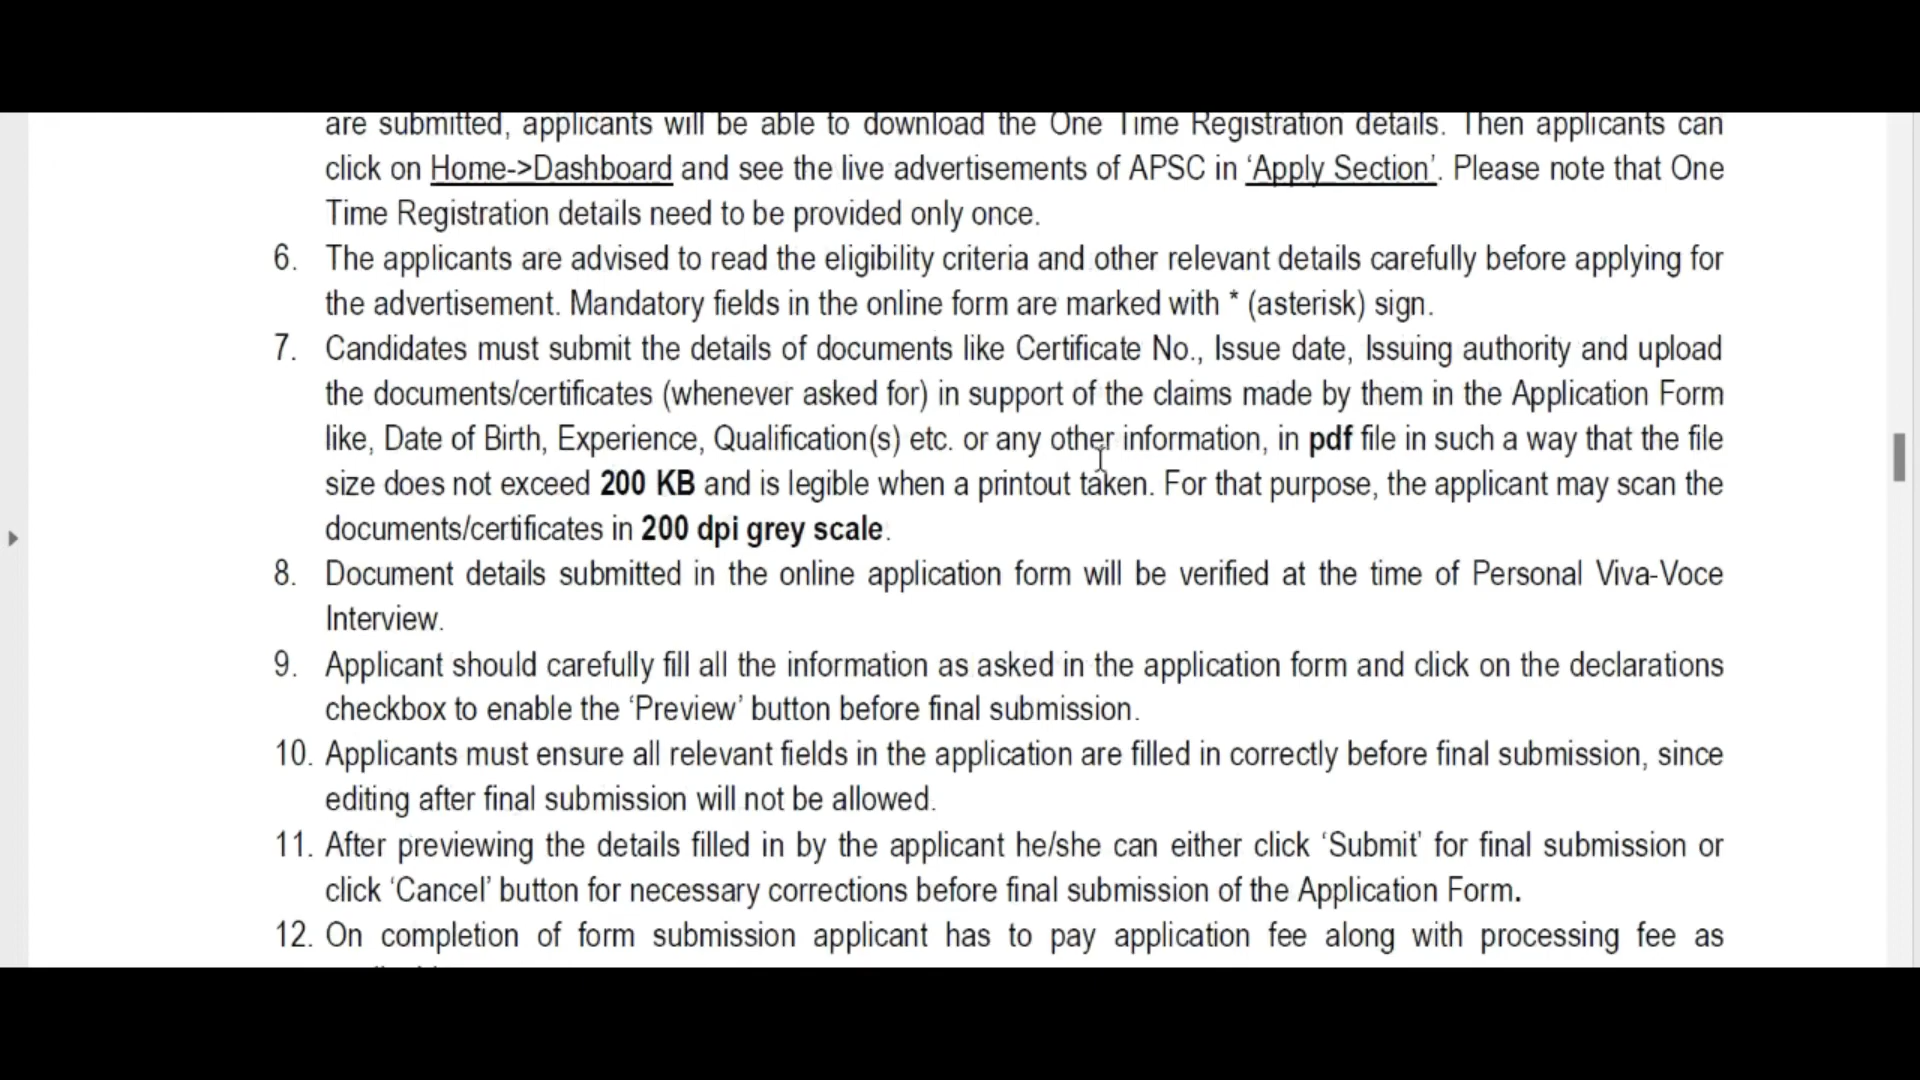 are submitted, applicants will be able to download the One Time Registration details. Then applicants can
click on Home->Dashboard and see the live advertisements of APSC in ‘Apply Section’. Please note that One
Time Registration details need to be provided only once.
6. The applicants are advised to read the eligibility criteria and other relevant details carefully before applying for
the advertisement. Mandatory fields in the online form are marked with * (asterisk) sign.
7. Candidates must submit the details of documents like Certificate No., Issue date, Issuing authority and upload
the documents/certificates (whenever asked for) in support of the claims made by them in the Application Form
like, Date of Birth, Experience, Qualification(s) etc. or any other information, in pdf file in such a way that the file
size does not exceed 200 KB and is legible when a printout taken. For that purpose, the applicant may scan the
documents/certificates in 200 dpi grey scale.
8. Document details submitted in the online application form will be verified at the time of Personal Viva-Voce
Interview.
9. Applicant should carefully fill all the information as asked in the application form and click on the declarations
checkbox to enable the ‘Preview’ button before final submission.
10. Applicants must ensure all relevant fields in the application are filled in correctly before final submission, since
editing after final submission will not be allowed.
11. After previewing the details filled in by the applicant he/she can either click ‘Submit’ for final submission or
click ‘Cancel’ button for necessary corrections before final submission of the Application Form.
12. On completion of form submission applicant has to pay application fee along with processing fee as